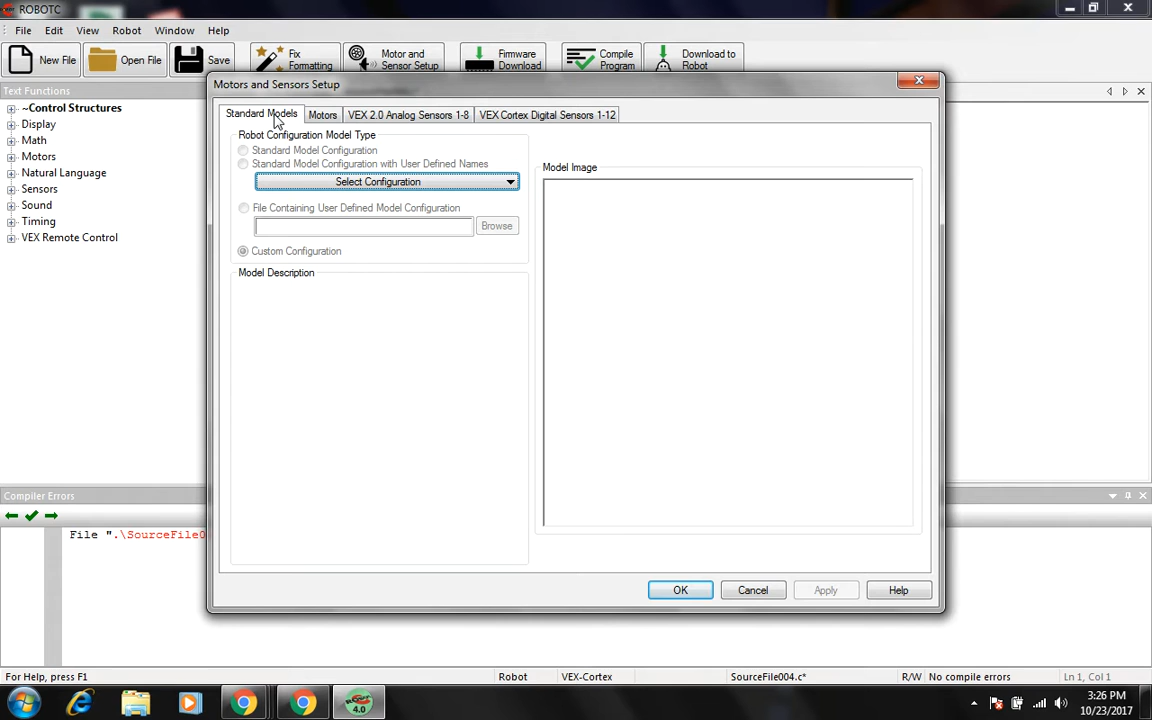 ROBOTC
File Edit View Robot Window Help
New File Open File Save Fix Formatting Motor and Sensor Setup Firmware Download Compile Program Download to Robot
Text Functions
Motors and Sensors Setup
~Control Structures
Display
Math
Motors
Natural Language
Sensors
Sound
Timing
VEX Remote Control
Standard Models Motors VEX 2.0 Analog Sensors 1-8 VEX Cortex Digital Sensors 1-12
Robot Configuration Model Type
Standard Model Configuration
Standard Model Configuration with User Defined Names
Select Configuration
File Containing User Defined Model Configuration
Browse
Custom Configuration
Model Description
Model Image
OK Cancel Apply Help
Compiler Errors
File ".\SourceFile0
For Help, press F1 Robot VEX-Cortex SourceFile004.c* R/W No compile errors Ln 1, Col 1
4.0
3:26 PM
10/23/2017